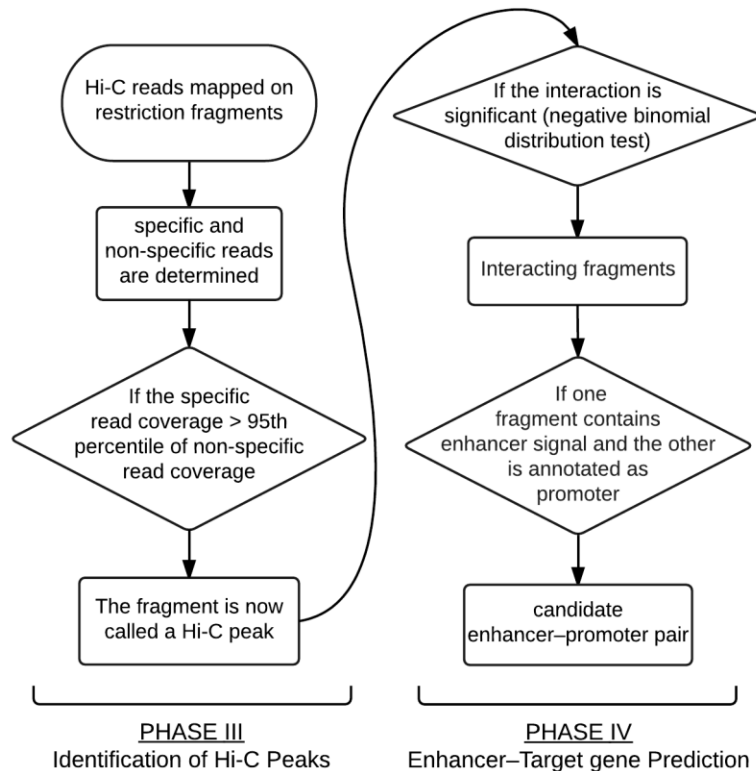 Hi-C reads mapped on
restriction fragments
specific and
non-specific reads
are determined
If the specific
read coverage > 95th
percentile of non-specific
read coverage
The fragment is now
called a Hi-C peak
PHASE III
Identification of Hi-C Peaks
If the interaction is
significant (negative binomial
distribution test)
Interacting fragments
If one
fragment contains
enhancer signal and the other
is annotated as
promoter
candidate
enhancer–promoter pair
PHASE IV
Enhancer–Target gene Prediction